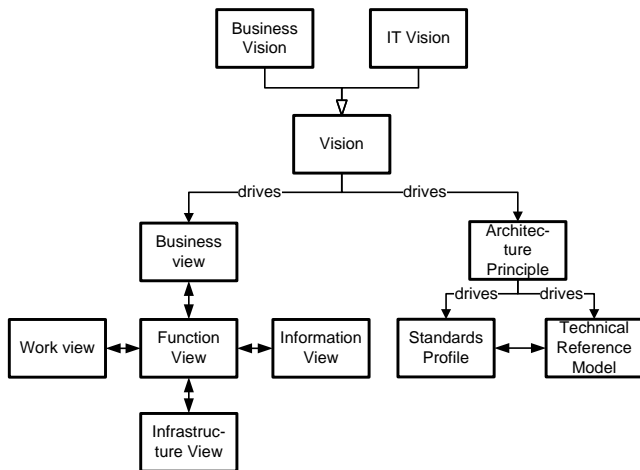 Business
Vision
IT Vision
Vision
drives
drives
Business
view
Architec-
ture
Principle
drives
drives
Work view
Function
View
Information
View
Standards
Profile
Technical
Reference
Model
Infrastruc-
ture View